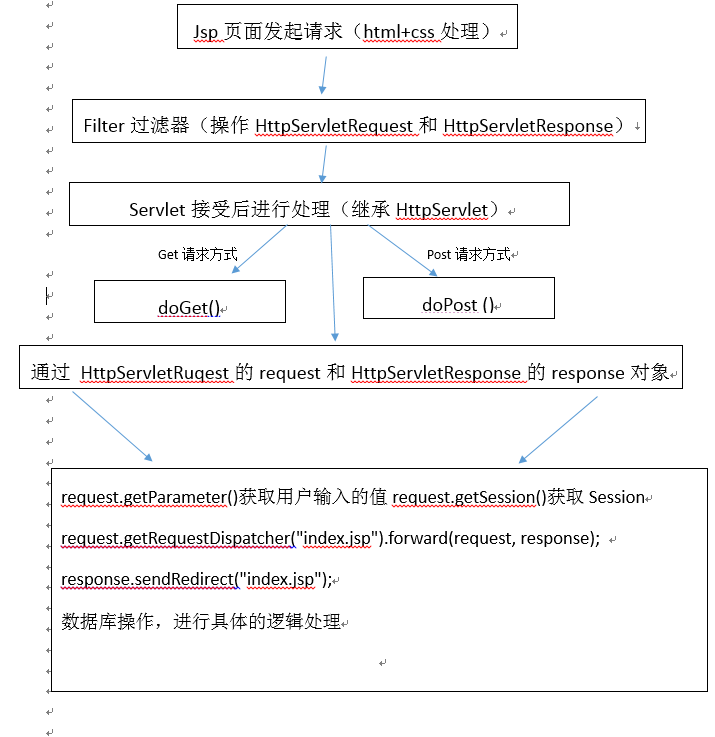 Jsp 页面发起请求（html+css 处理）
Filter 过滤器（操作 HttpServletRequest 和 HttpServletResponse）
Servlet 接受后进行处理（继承 HttpServlet）
Get 请求方式
Post 请求方式
doGet()
doPost ()
通过 HttpServletRuqest 的 request 和 HttpServletResponse 的 response 对象
request.getParameter()获取用户输入的值 request.getSession()获取 Session
request.getRequestDispatcher("index.jsp").forward(request, response);
response.sendRedirect("index.jsp");
数据库操作，进行具体的逻辑处理